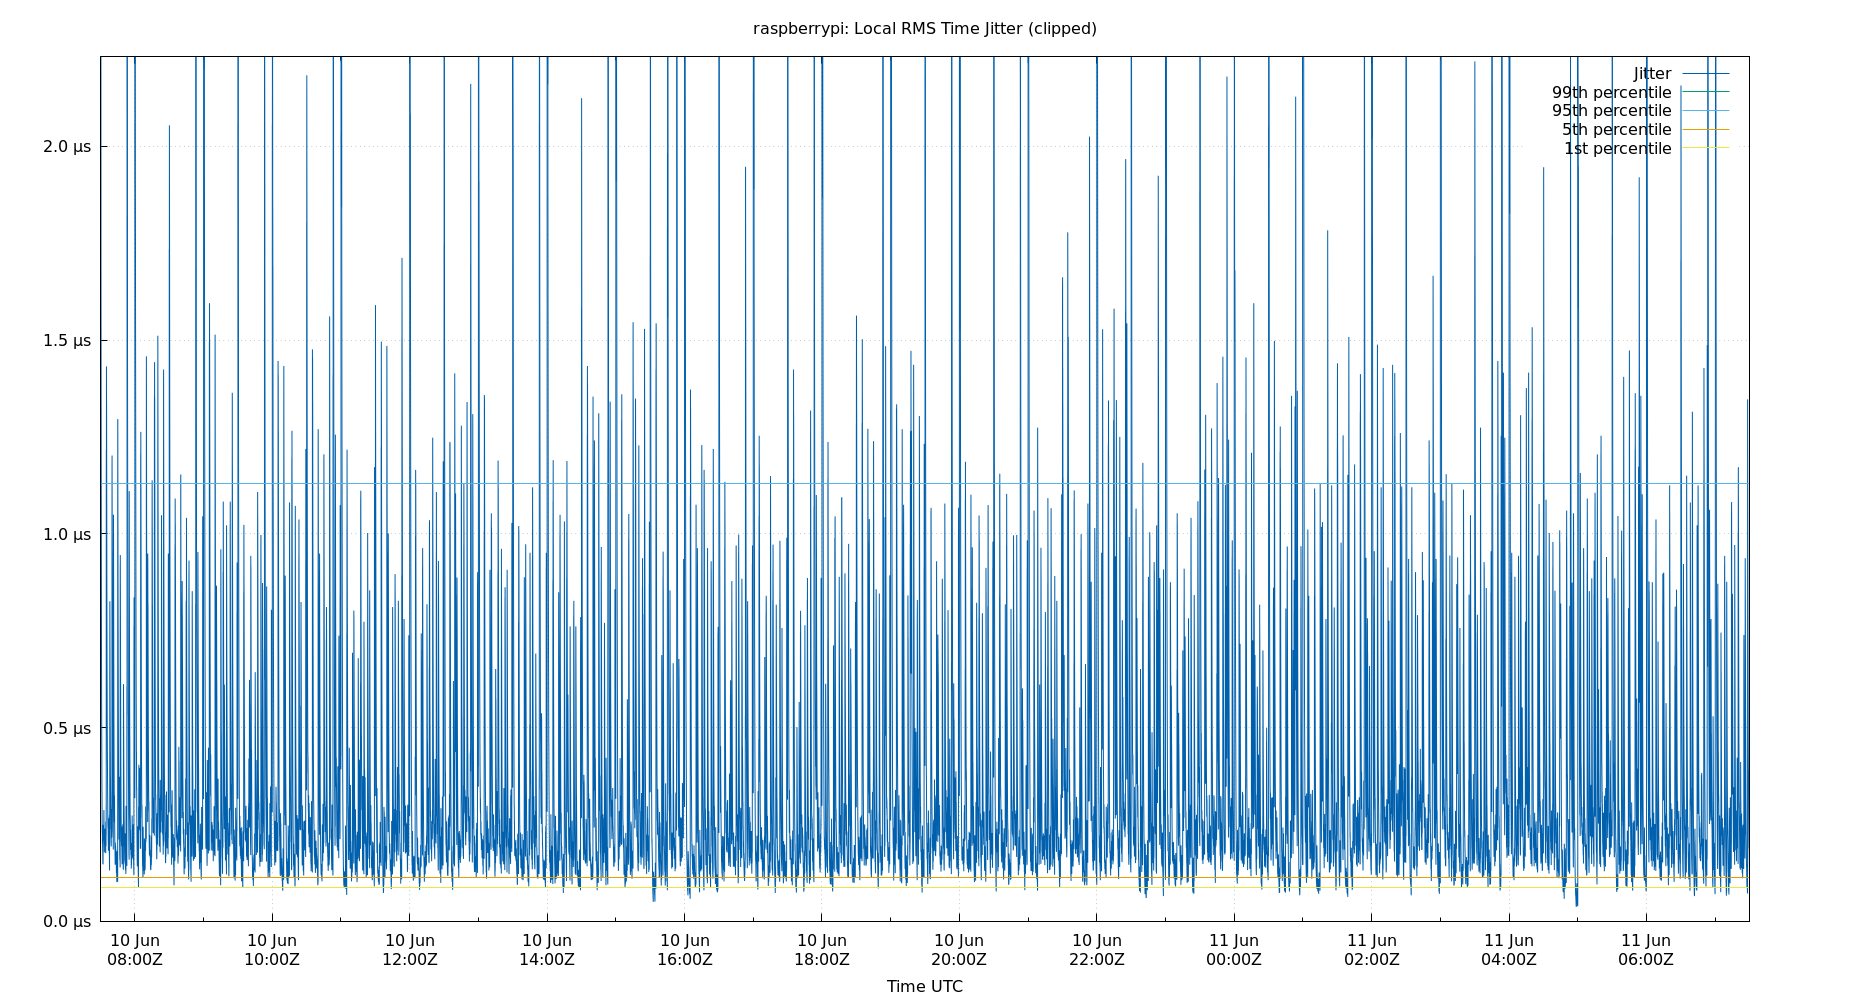 raspberrypi: Local RMS Time Jitter (clipped)
Jitter
99th percentile
95th percentile
5th percentile
1st percentile
2.0 µs
1.5 µs
1.0 µs
0.5 µs
0.0 µs
10 Jun 10 Jun 10 Jun 10 Jun 10 Jun 10 Jun 10 Jun 10 Jun 11 Jun 11 Jun 11 Jun 11 Jun
08:00Z 10:00Z 12:00Z 14:00Z 16:00Z 18:00Z 20:00Z 22:00Z 00:00Z 02:00Z 04:00Z 06:00Z
Time UTC